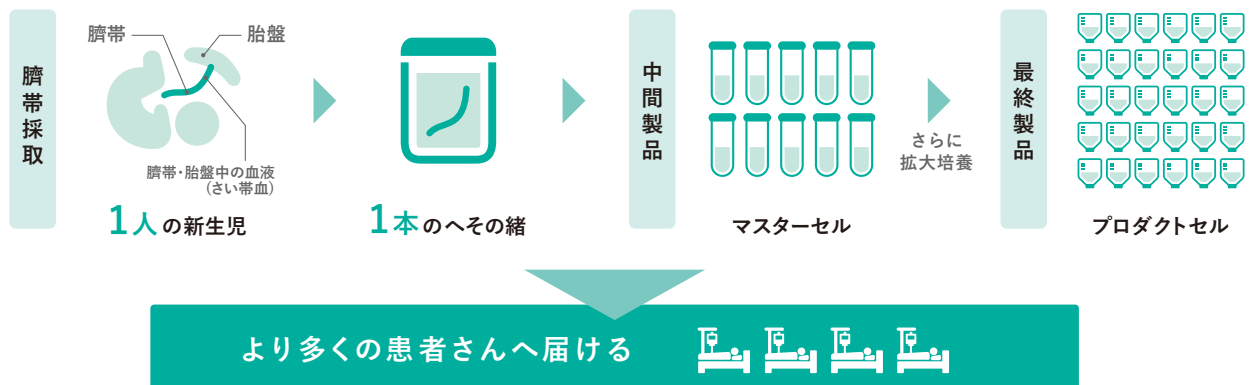 臍帯採取
臍帯
胎盤
臍帯・胎盤中の血液
(さい帯血)
1人の新生児
1本のへその緒
中間製品
マスターセル
さらに
拡大培養
最終製品
プロダクトセル
より多くの患者さんへ届ける